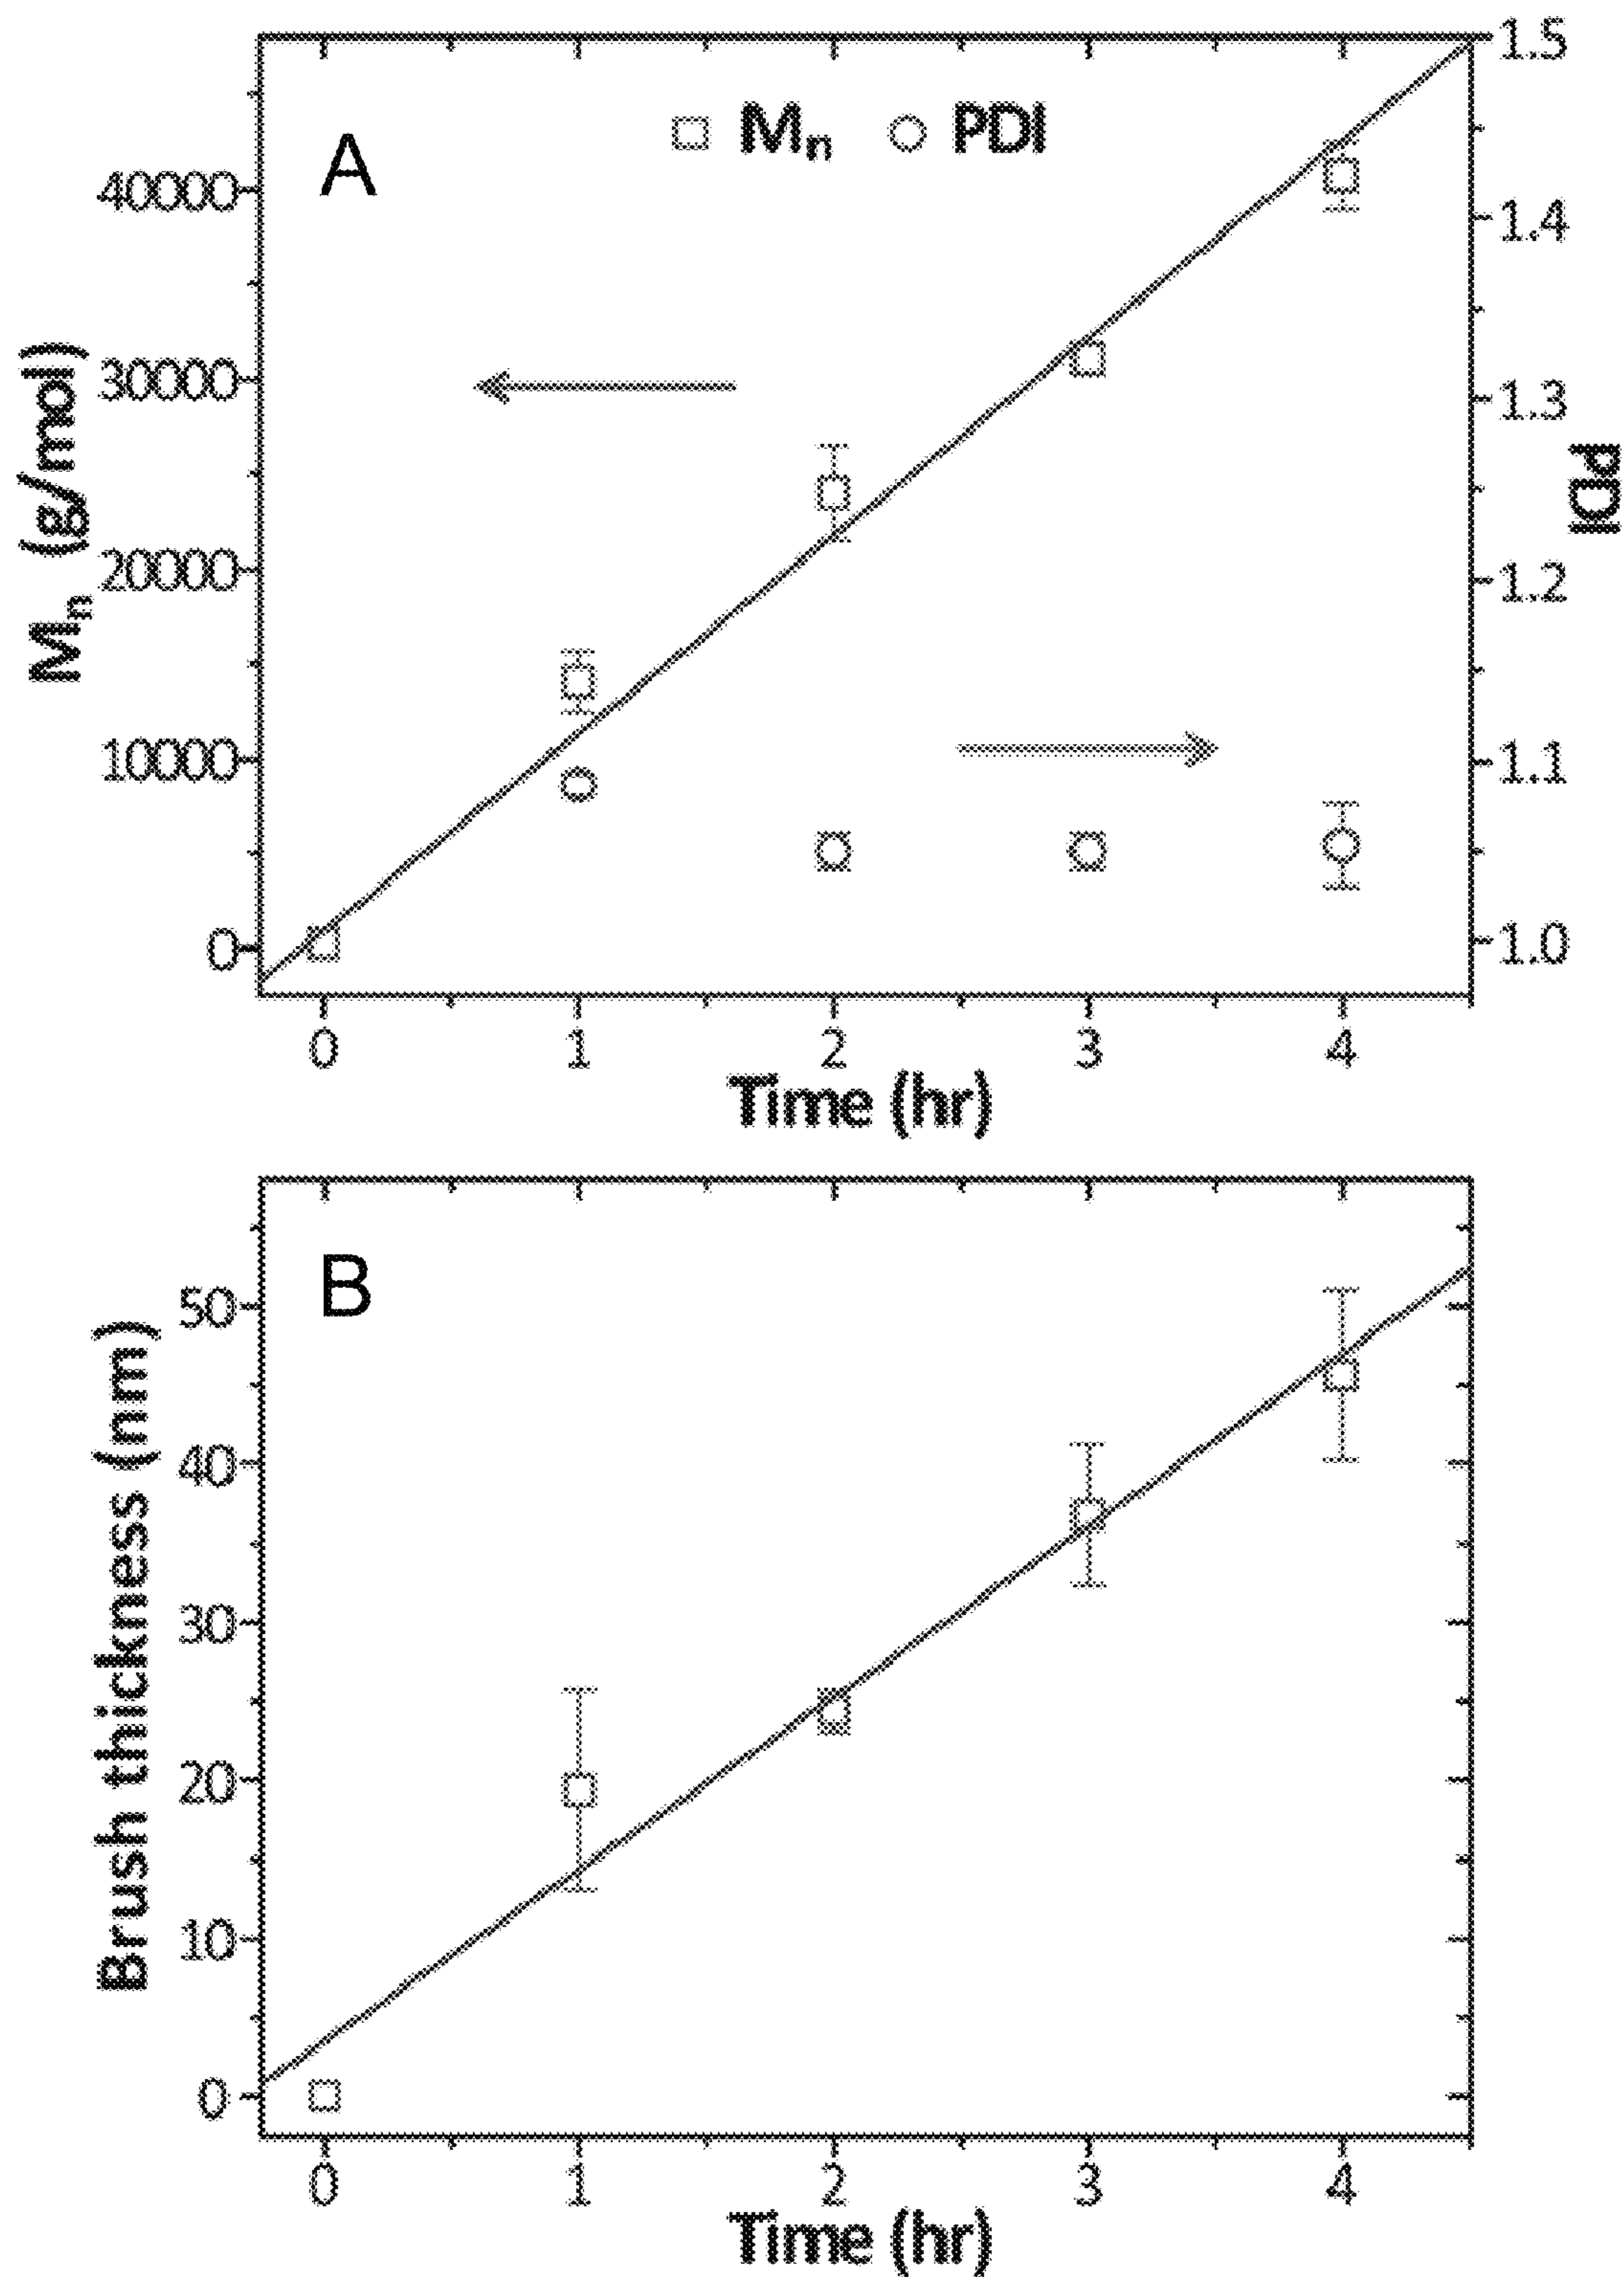 A
Mn PDI
Mn (g/mol)
40000
30000
20000
10000
0
1.5
1.4
1.3
1.2
1.1
1.0
PDI
0 1 2 3 4
Time (hr)
B
Brush thickness (nm)
50
40
30
20
10
0
0 1 2 3 4
Time (hr)